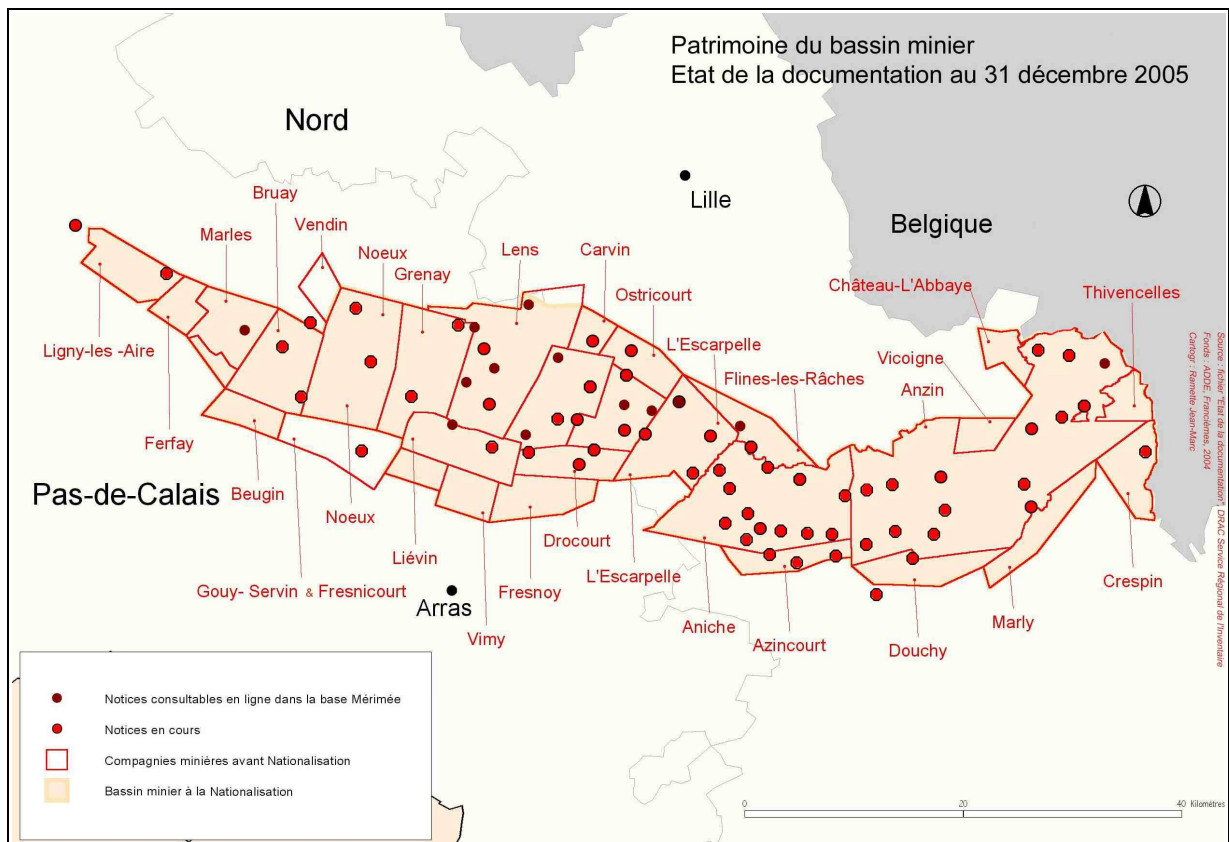 Patrimoine du bassin minier
Etat de la documentation au 31 décembre 2005
Nord
Lille
Belgique
Bruay
Vendin
Marles
Noeux
Grenay
Lens
Carvin
Ostricourt
L'Escarpelle
Flines-les-Râches
Château-L'Abbaye
Thivencelles
Vicoigne
Anzin
Ligny-les -Aire
Ferfay
Beugin
Pas-de-Calais
Noeux
Gouy- Servin & Fresnicourt
Liévin
Arras
Vimy
Fresnoy
Drocourt
L'Escarpelle
Aniche
Azincourt
Douchy
Marly
Crespin
Source : fichier "Etat de la documentation", DRAC Service Régional de l'Inventaire
Fonds : ADDE, Francièmes, 2004
Cartogr : Ramette Jean-Marc
Notices consultables en ligne dans la base Mérimée
Notices en cours
Compagnies minières avant Nationalisation
Bassin minier à la Nationalisation
0 20 40 Kilomètres